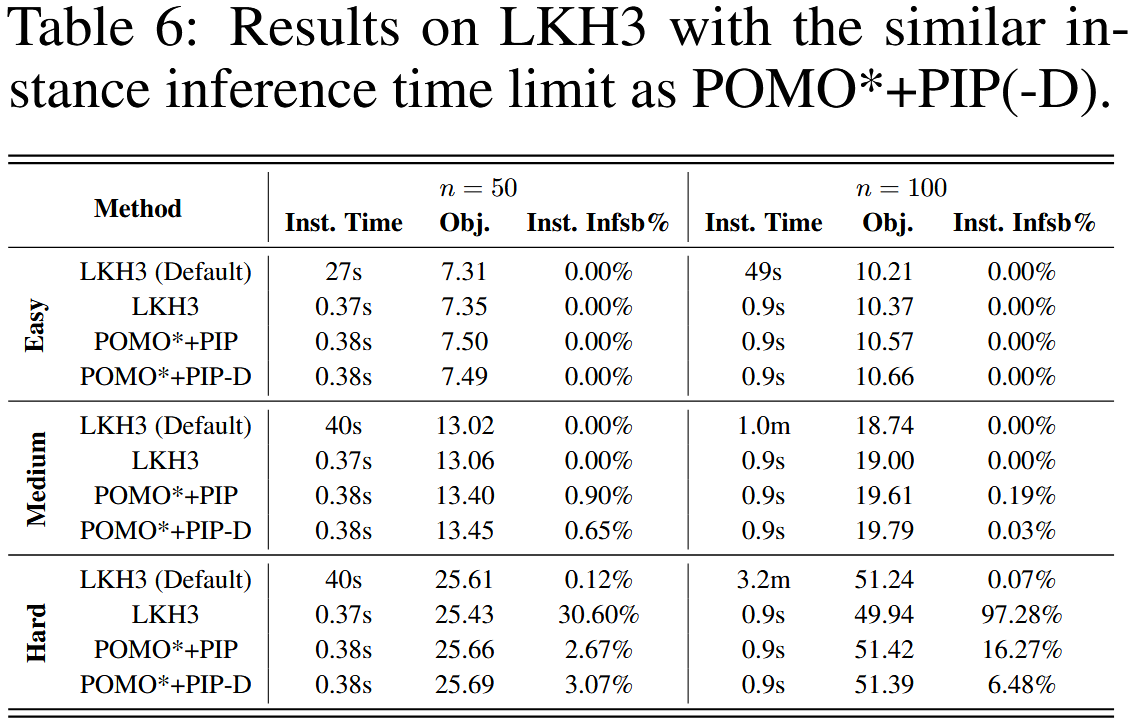 Table 6: Results on LKH3 with the similar in-
stance inference time limit as POMO*+PIP(-D).
Method n = 50 n = 100
Inst. Time Obj. Inst. Infsb% Inst. Time Obj. Inst. Infsb%
Easy
LKH3 (Default) 27s 7.31 0.00% 49s 10.21 0.00%
LKH3 0.37s 7.35 0.00% 0.9s 10.37 0.00%
POMO*+PIP 0.38s 7.50 0.00% 0.9s 10.57 0.00%
POMO*+PIP-D 0.38s 7.49 0.00% 0.9s 10.66 0.00%
Medium
LKH3 (Default) 40s 13.02 0.00% 1.0m 18.74 0.00%
LKH3 0.37s 13.06 0.00% 0.9s 19.00 0.00%
POMO*+PIP 0.38s 13.40 0.90% 0.9s 19.61 0.19%
POMO*+PIP-D 0.38s 13.45 0.65% 0.9s 19.79 0.03%
Hard
LKH3 (Default) 40s 25.61 0.12% 3.2m 51.24 0.07%
LKH3 0.37s 25.43 30.60% 0.9s 49.94 97.28%
POMO*+PIP 0.38s 25.66 2.67% 0.9s 51.42 16.27%
POMO*+PIP-D 0.38s 25.69 3.07% 0.9s 51.39 6.48%